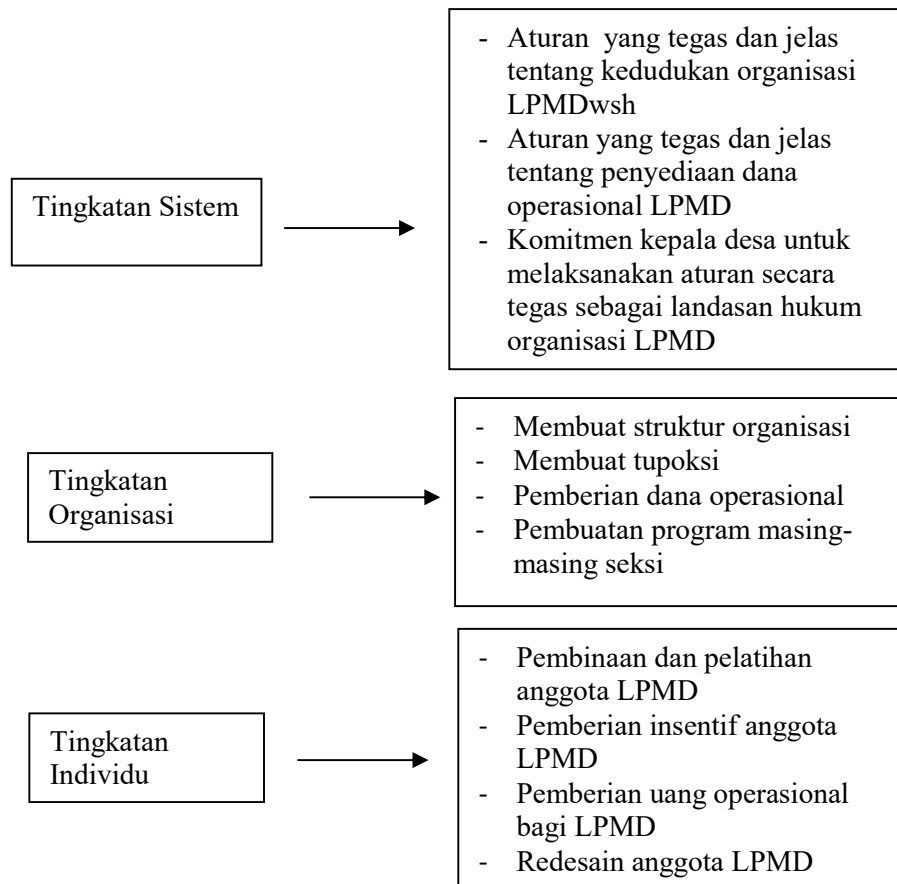 Tingkatan Sistem
- Aturan yang tegas dan jelas
tentang kedudukan organisasi
LPMDwsh
- Aturan yang tegas dan jelas
tentang penyediaan dana
operasional LPMD
- Komitmen kepala desa untuk
melaksanakan aturan secara
tegas sebagai landasan hukum
organisasi LPMD
Tingkatan
Organisasi
- Membuat struktur organisasi
- Membuat tupoksi
- Pemberian dana operasional
- Pembuatan program masing-
masing seksi
Tingkatan
Individu
- Pembinaan dan pelatihan
anggota LPMD
- Pemberian insentif anggota
LPMD
- Pemberian uang operasional
bagi LPMD
- Redesain anggota LPMD